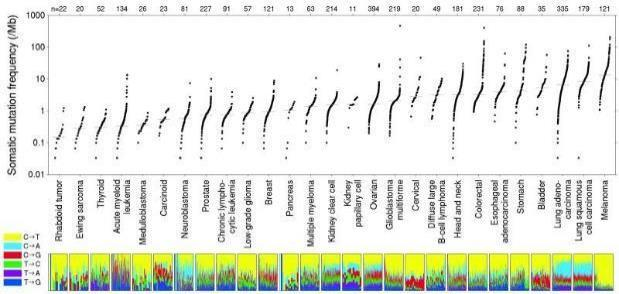 n=22 20 52 134 26 23 81 227 91 57 121 13 63 214 11 394 219 20 49 181 231 76 88 35 335 179 121
Somatic mutation frequency (/Mb)
1000
100
10
1
0.1
0.01
Rhabdoid tumor
Ewing sarcoma
Thyroid
Acute myeloid
leukemia
Medulloblastoma
Carcinoid
Neuroblastoma
Prostate
Chronic lympho-
cytic leukemia
Low-grade glioma
Breast
Pancreas
Multiple myeloma
Kidney clear cell
Kidney
papillary cell
Ovarian
Glioblastoma
multiforme
Cervical
Diffuse large
B-cell lymphoma
Head and neck
Colorectal
Esophageal
adenocarcinoma
Stomach
Bladder
Lung adeno-
carcinoma
Lung squamous
cell carcinoma
Melanoma
C→T
C→A
C→G
T→C
T→A
T→G